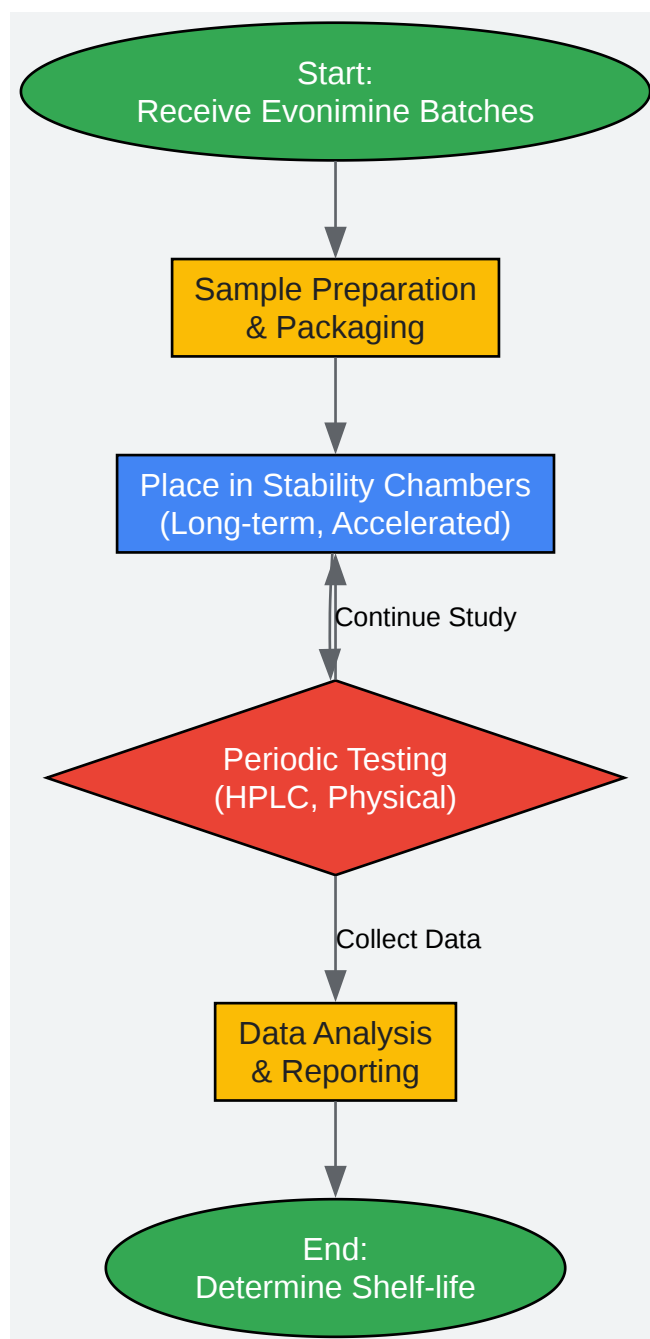 Start:
Receive Evonimine Batches
Sample Preparation
& Packaging
Place in Stability Chambers
(Long-term, Accelerated)
Continue Study
Periodic Testing
(HPLC, Physical)
Collect Data
Data Analysis
& Reporting
End:
Determine Shelf-life